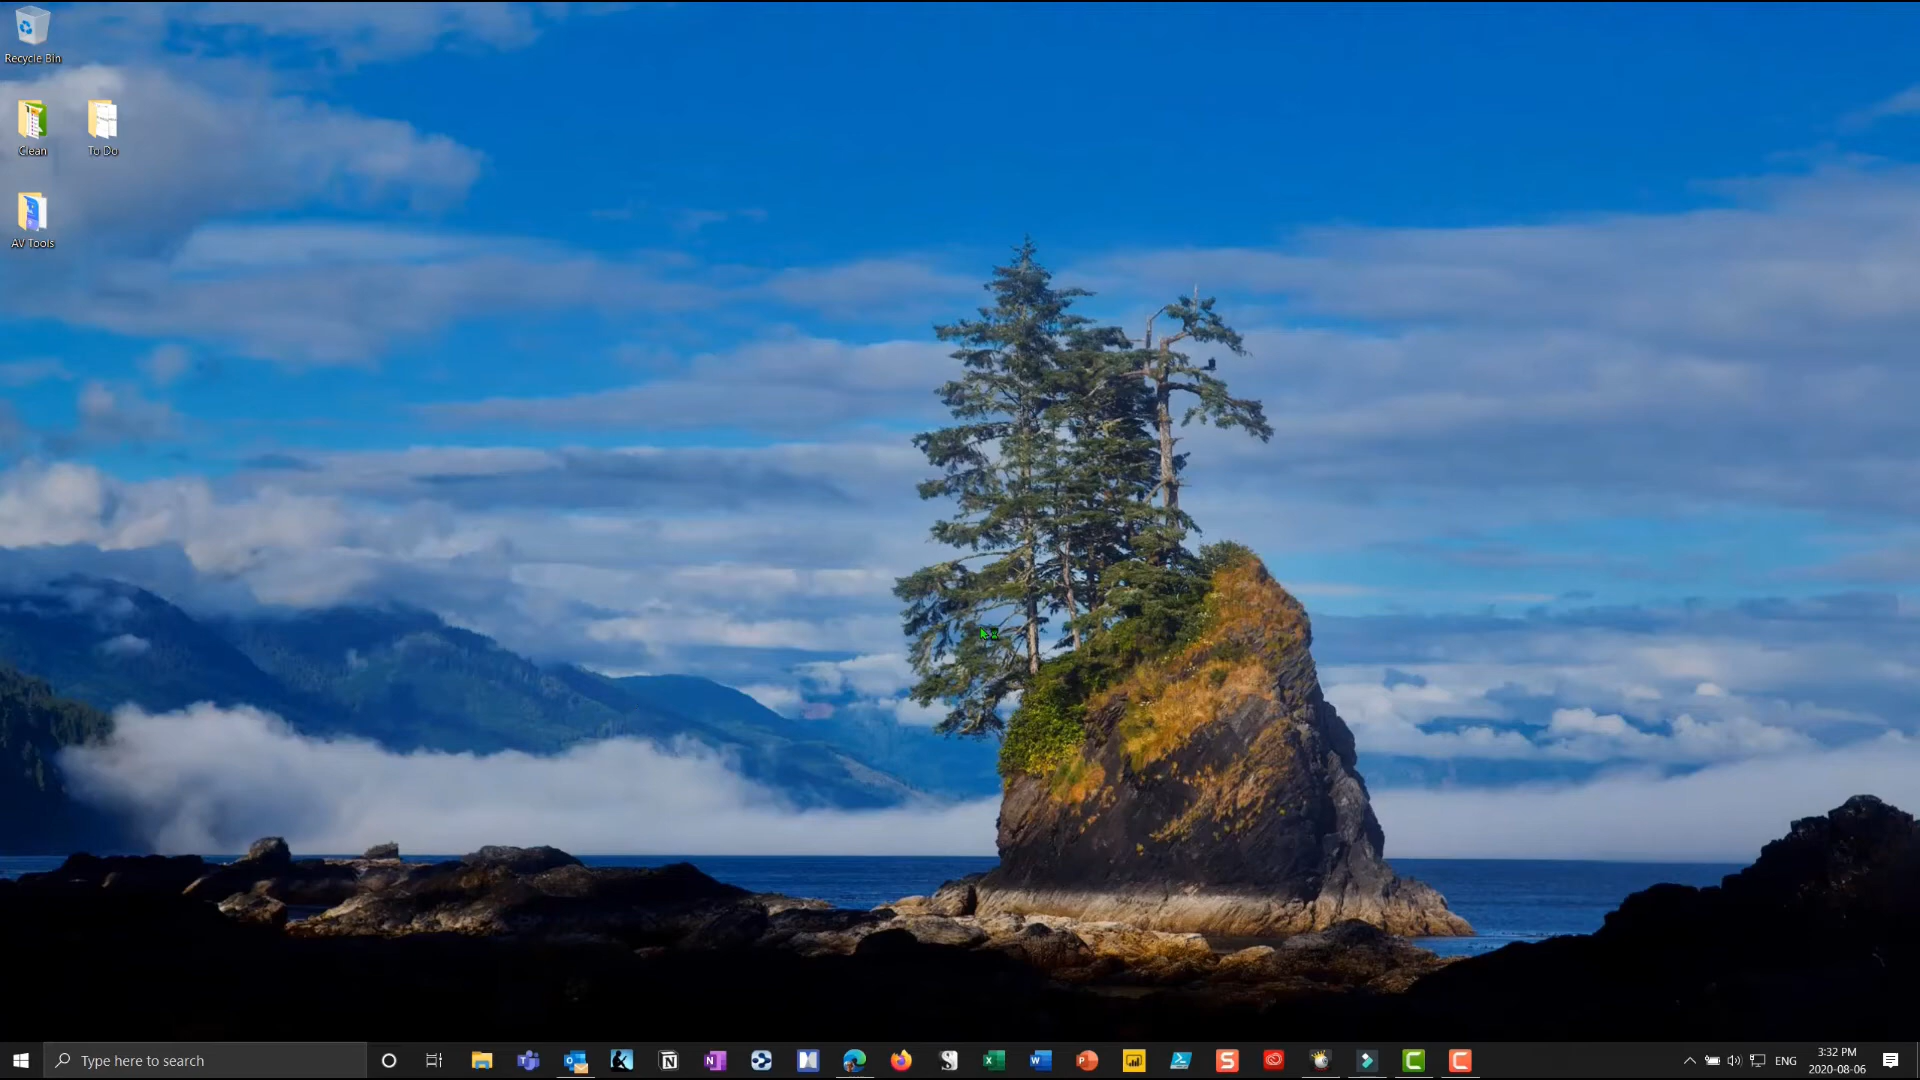 Recycle Bin
Clean
To Do
AV Tools
Type here to search
ENG
3:32 PM
2020-08-06